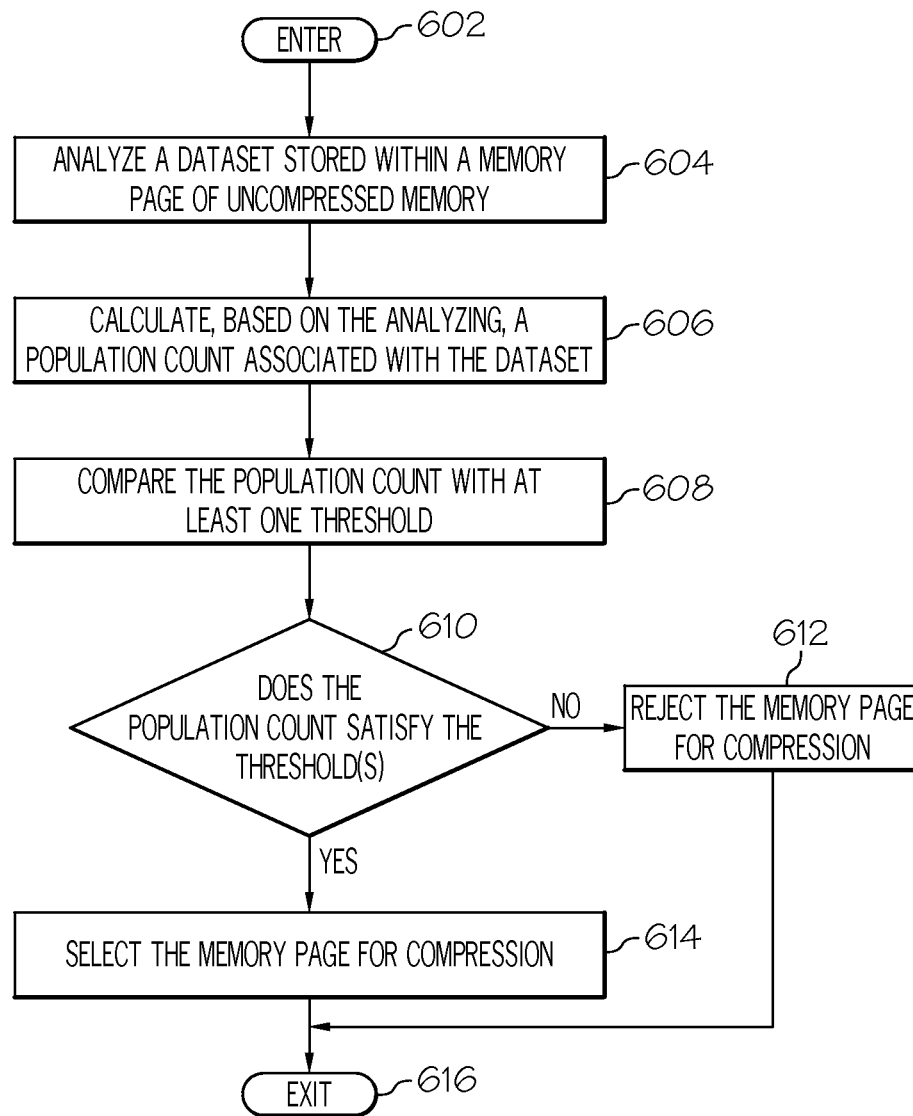 ENTER
602
ANALYZE A DATASET STORED WITHIN A MEMORY
PAGE OF UNCOMPRESSED MEMORY
604
CALCULATE, BASED ON THE ANALYZING, A
POPULATION COUNT ASSOCIATED WITH THE DATASET
606
COMPARE THE POPULATION COUNT WITH AT
LEAST ONE THRESHOLD
608
610
DOES THE
POPULATION COUNT SATISFY THE
THRESHOLD(S)
NO
612
REJECT THE MEMORY PAGE
FOR COMPRESSION
YES
SELECT THE MEMORY PAGE FOR COMPRESSION
614
EXIT
616